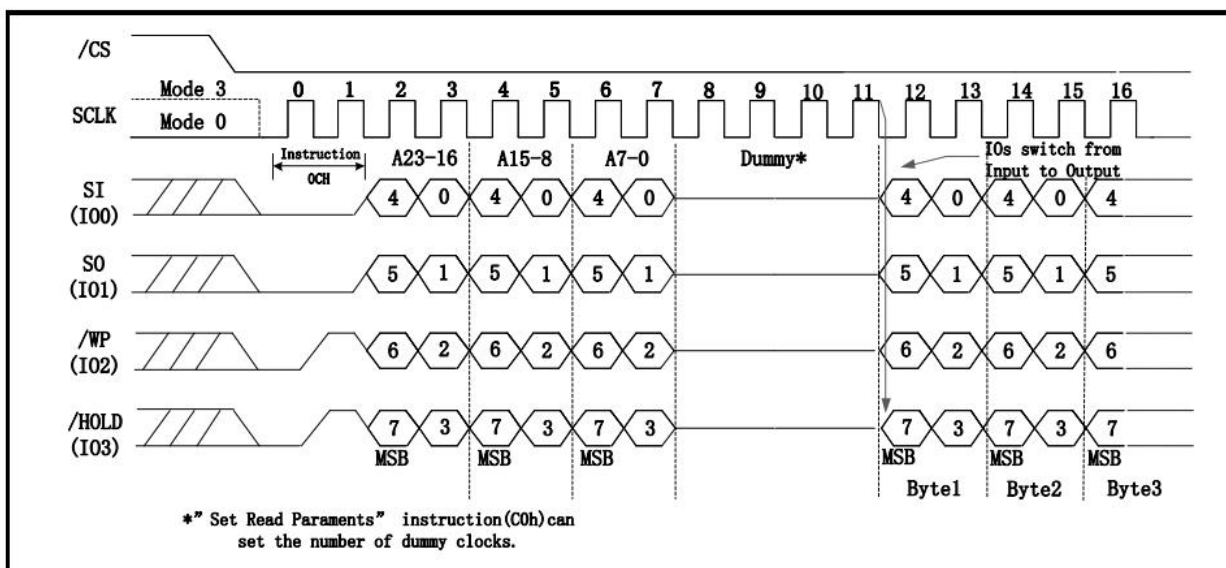 /CS
Mode 3
0 1 2 3 4 5 6 7 8 9 10 11 12 13 14 15 16
SCLK
Mode 0
Instruction
0CH
A23-16 A15-8 A7-0 Dummy*
IOs switch from
Input to Output
SI
(IO0)
4 0 4 0 4 0 4 0 4 0 4
SO
(IO1)
5 1 5 1 5 1 5 1 5 1 5
/WP
(IO2)
6 2 6 2 6 2 6 2 6 2 6
/HOLD
(IO3)
7 3 7 3 7 3 7 3 7 3 7
MSB MSB MSB MSB MSB MSB
Byte1 Byte2 Byte3
*” Set Read Paraments” instruction(C0h)can
set the number of dummy clocks.